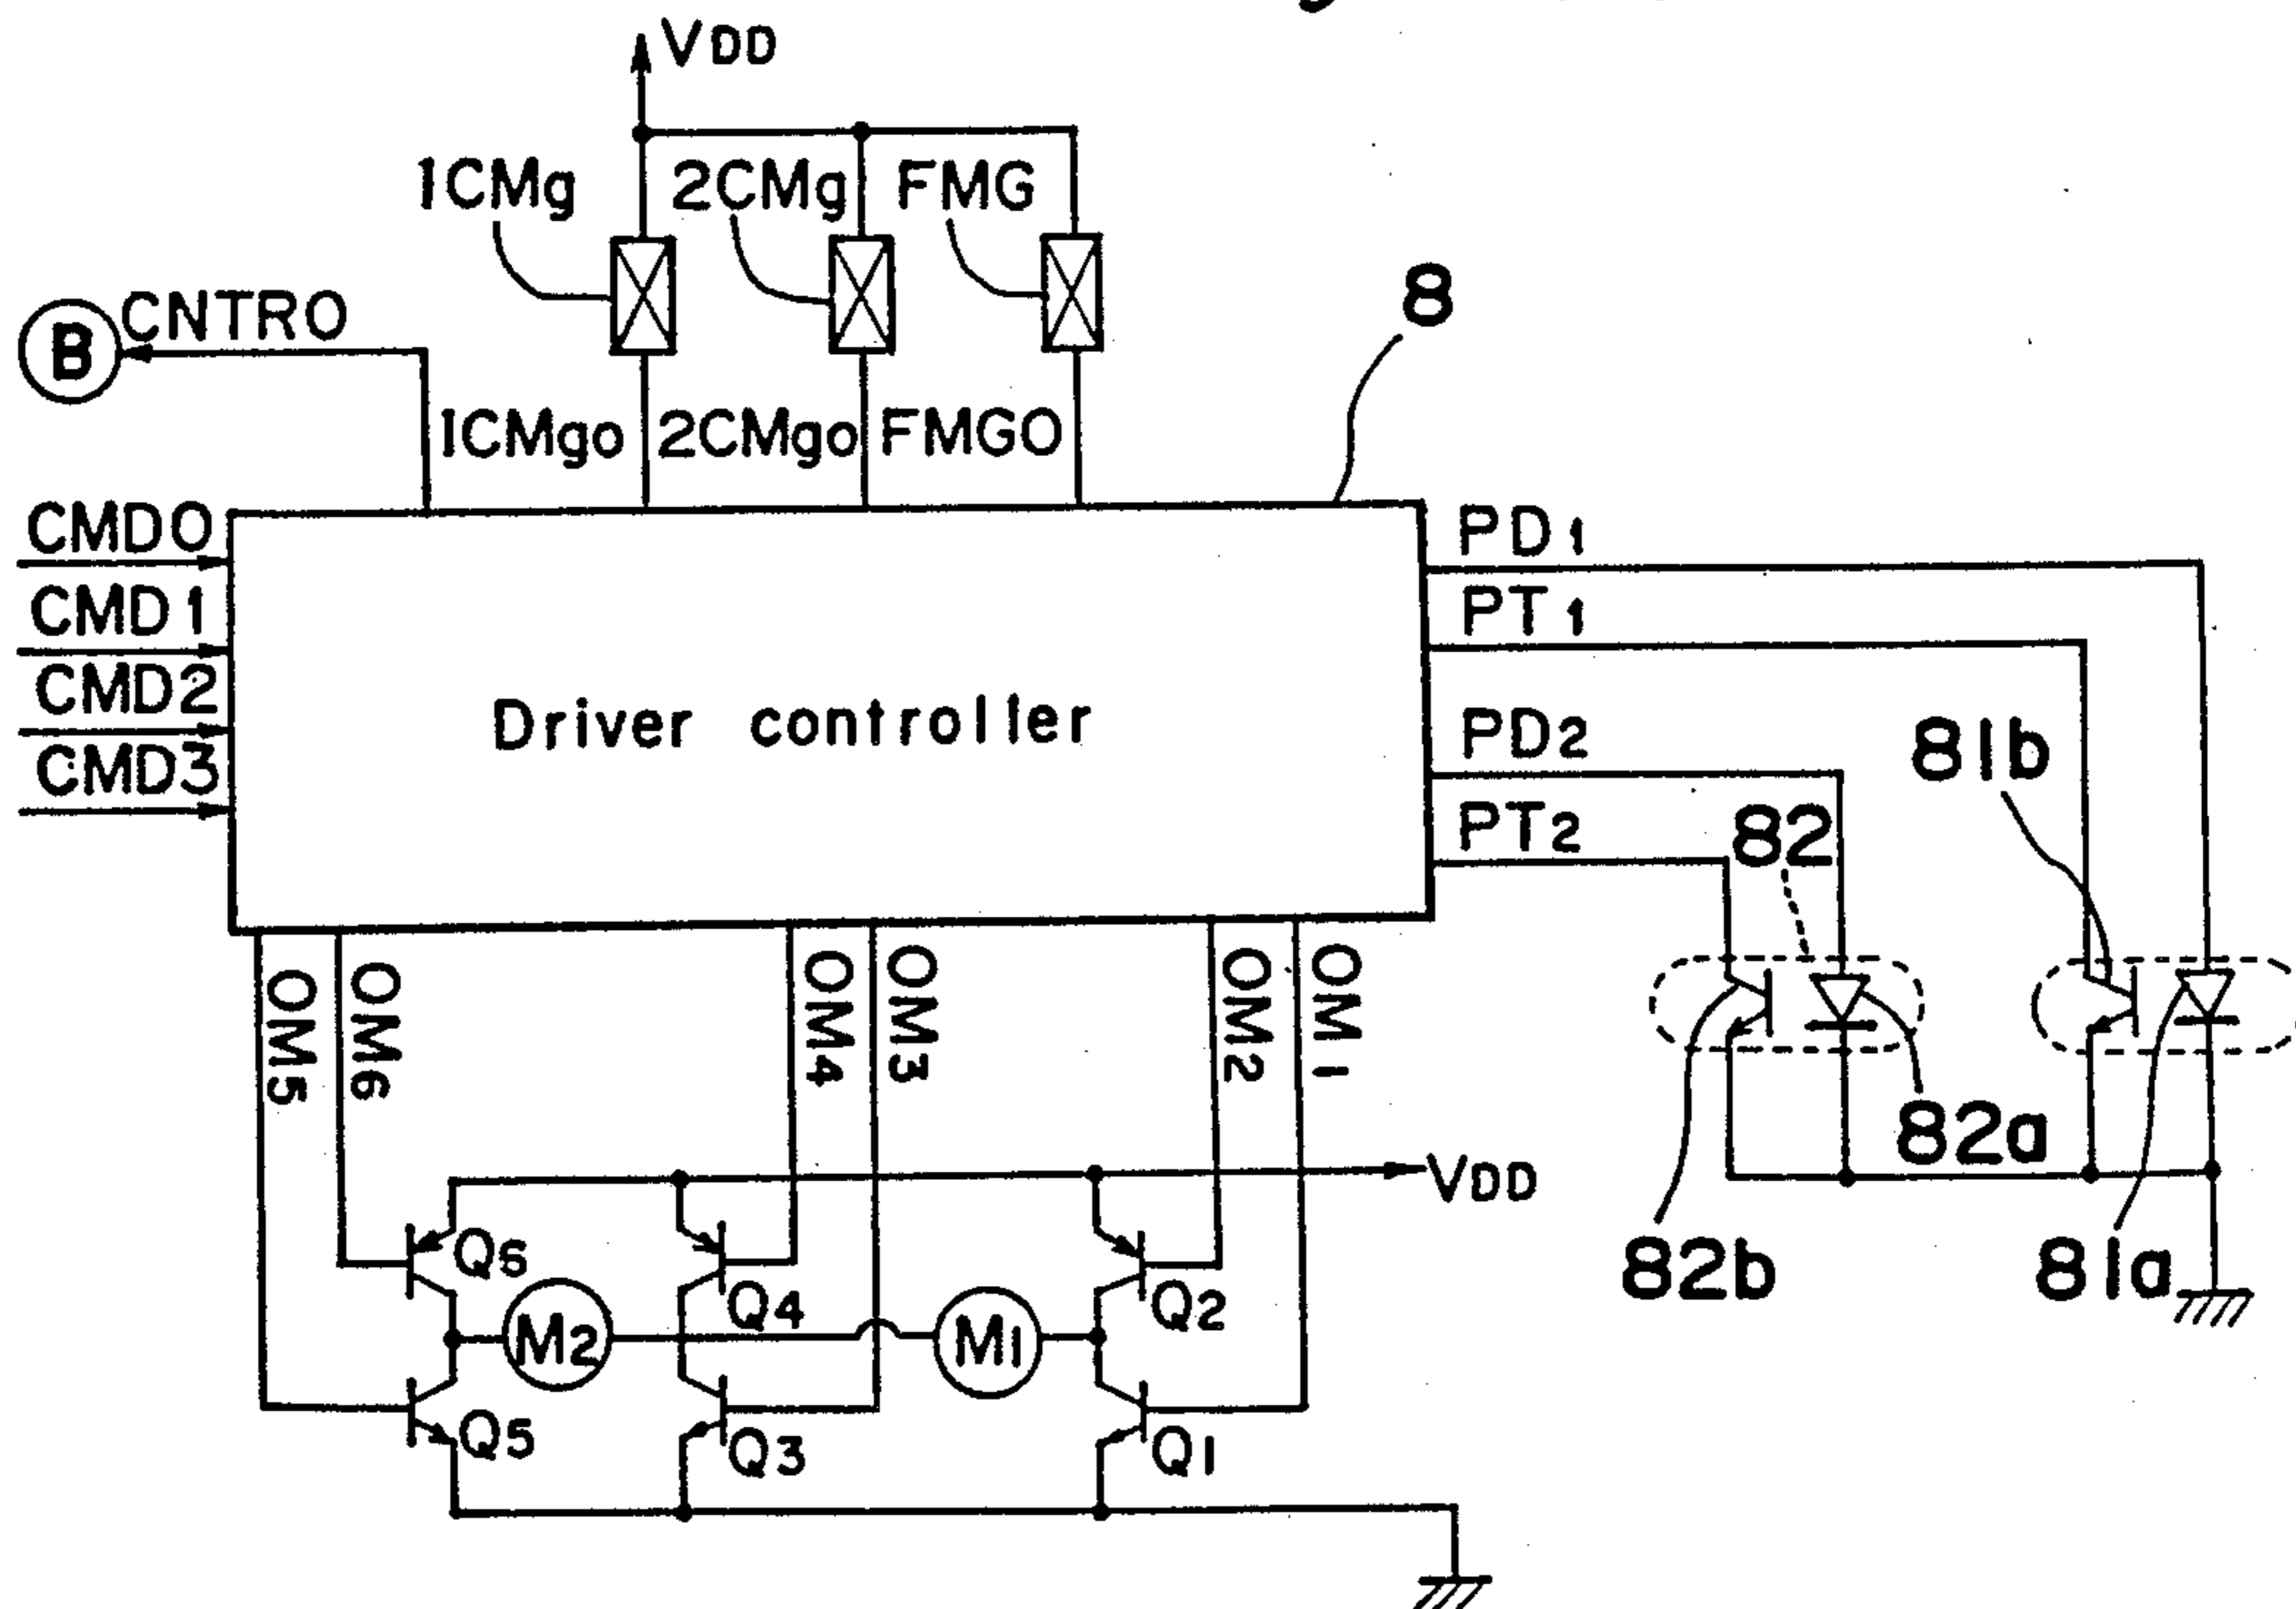 VDD
1CMg 2CMg FMG
8
B CNTRO
1CMgo 2CMgo FMGO
CMD0
CMD1
CMD2
CMD3
Driver controller
PD1
PT1
PD2
PT2
81b
82
OM5
OM6
OM4
OM3
OM2
OM1
82a
82b
81a
VDD
Q6
Q4
Q2
M2
M1
Q5
Q3
Q1